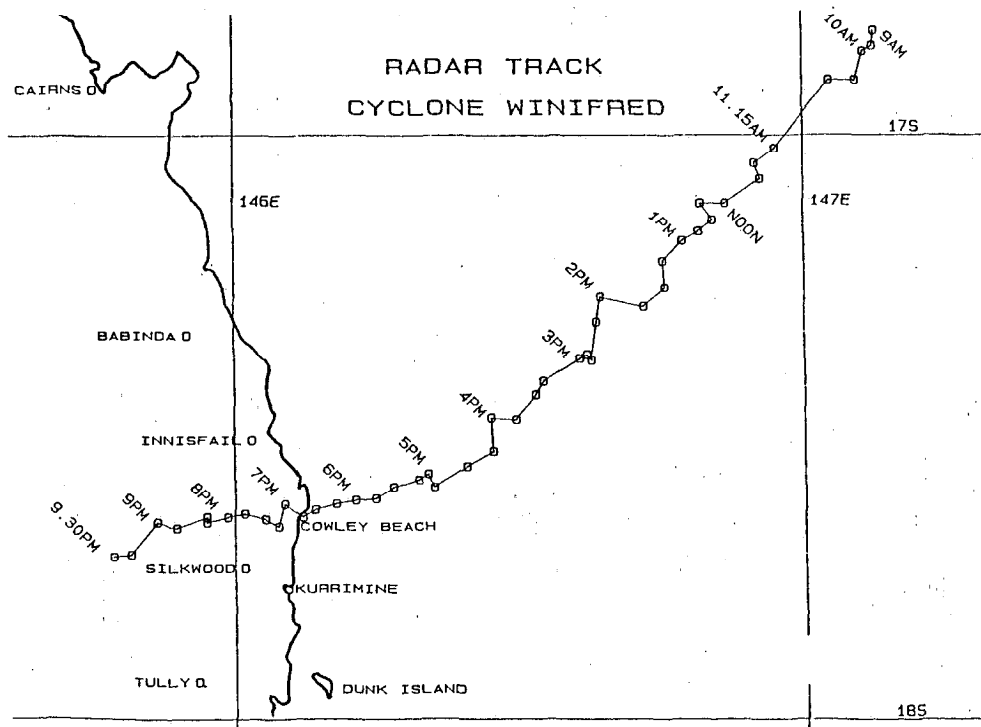 RADAR TRACK
CYCLONE WINIFRED
10AM
9AM
CAIRNS
11.15AM
17S
146E
147E
NOON
1PM
2PM
BABINDA
3PM
4PM
INNISFAIL
5PM
6PM
7PM
8PM
9PM
9.30PM
COWLEY BEACH
SILKWOOD
KURRIMINE
TULLY
DUNK ISLAND
18S